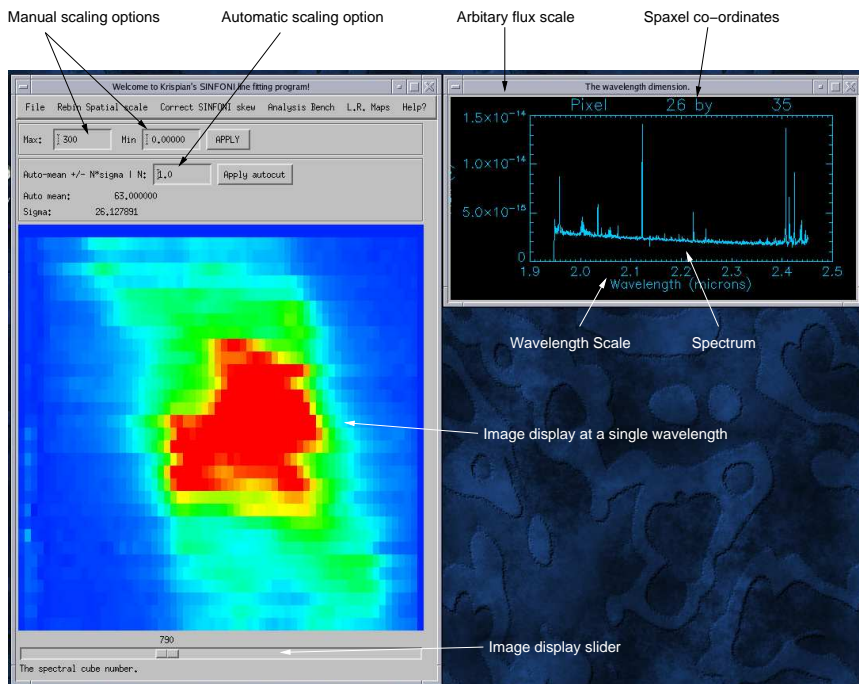 Manual scaling options
Automatic scaling option
Arbitary flux scale
Spaxel co-ordinates
Welcome to Krispian's SINFONI line fitting program!
File Rebin Spatial scale Correct SINFONI skew Analysis Bench L.R. Maps Help?
Max: 300 Min 0.00000 APPLY
Auto-mean +/- N*sigma | N: 1.0 Apply autocut
Auto mean: 63.000000
Sigma: 26.127891
790
The spectral cube number.
The wavelength dimension.
Pixel 26 by 35
1.5×10⁻¹⁴
1.0×10⁻¹⁴
5.0×10⁻¹⁵
0
1.9 2.0 2.1 2.2 2.3 2.4 2.5
Wavelength (microns)
Wavelength Scale
Spectrum
Image display at a single wavelength
Image display slider